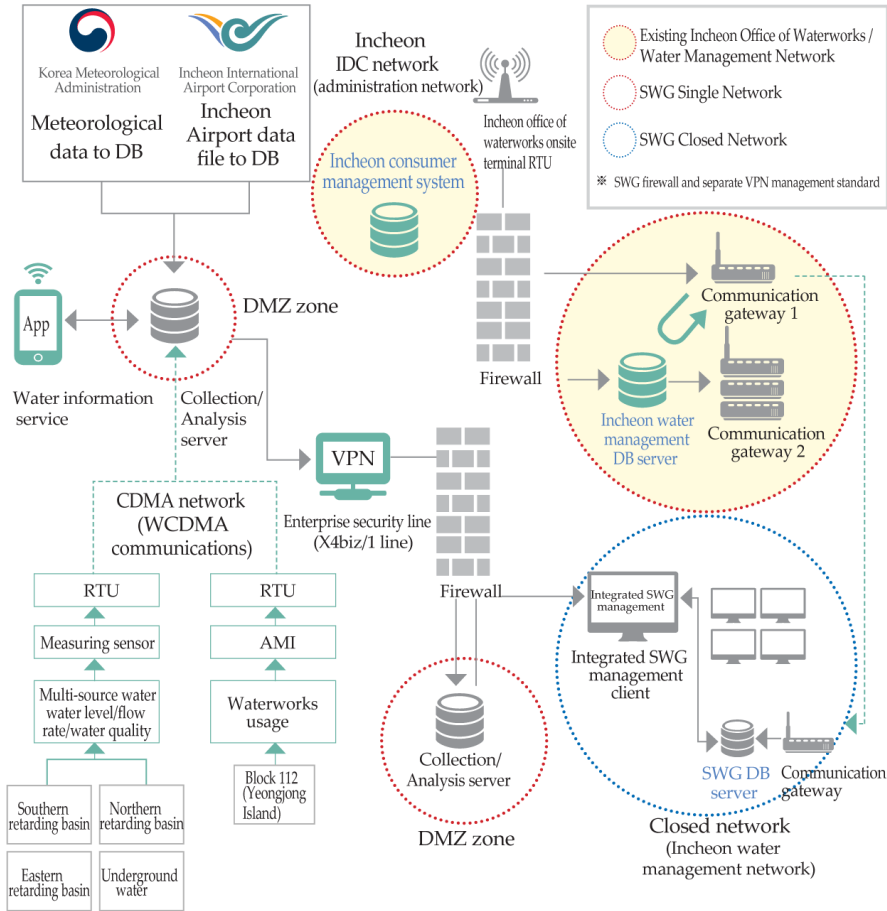 Korea Meteorological
Administration
Meteorological
data to DB
Incheon International
Airport Corporation
Incheon
Airport data
file to DB
Incheon
IDC network
(administration network)
Incheon consumer
management system
Incheon office of
waterworks onsite
terminal RTU
Existing Incheon Office of Waterworks /
Water Management Network
SWG Single Network
SWG Closed Network
※ SWG firewall and separate VPN management standard
App
DMZ zone
Water information
service
Collection/
Analysis
server
Firewall
Communication
gateway 1
Incheon water
management
DB server
Communication
gateway 2
VPN
Enterprise security line
(X4biz/1 line)
Firewall
CDMA network
(WCDMA
communications)
RTU
Measuring sensor
Multi-source water
water level/flow
rate/water quality
Southern
retarding basin
Northern
retarding basin
Eastern
retarding basin
Underground
water
RTU
AMI
Waterworks
usage
Block 112
(Yeongjong
Island)
Collection/
Analysis server
DMZ zone
Integrated SWG
management
Integrated SWG
management
client
SWG DB
server
Communication
gateway
Closed network
(Incheon water
management network)